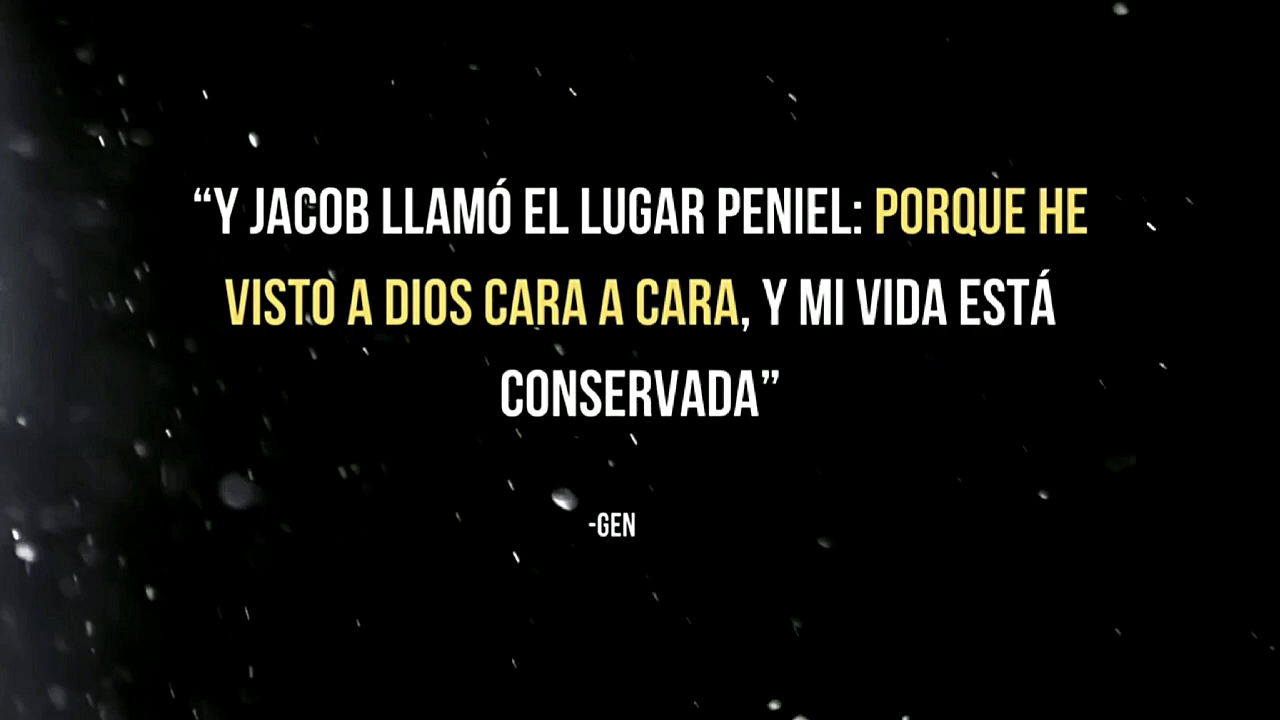 “Y JACOB LLAMÓ EL LUGAR PENIEL: PORQUE HE
VISTO A DIOS CARA A CARA, Y MI VIDA ESTÁ
CONSERVADA”
-GEN